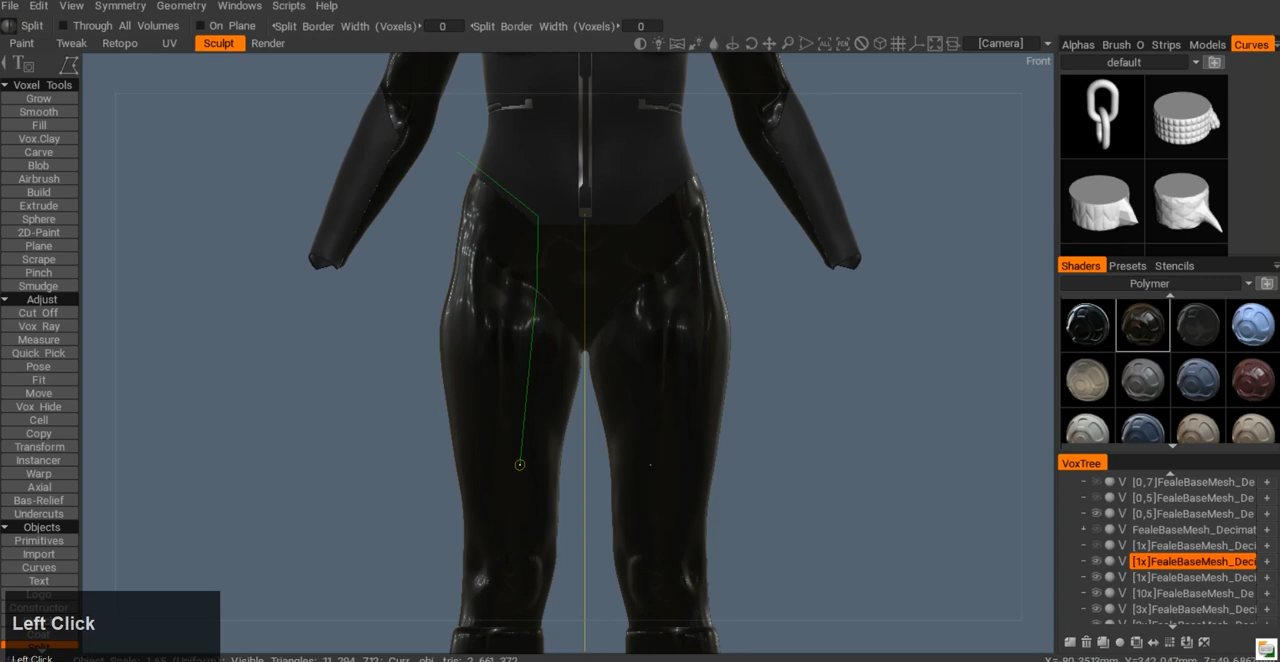 File Edit Views Symmetry Geometry Windows Scripts Help
Split Through All Volumes On Plane Split Border Width (Voxels) 0 Split Border Width (Voxels) 0
Paint Tweak Retopo UV Sculpt Render [Camera] Alphas Brush O Strips Models Curves
default
Front
Voxel Tools
Grow
Smooth
Fill
Vox.Clay
Carve
Blob
Airbrush
Build
Extrude
Sphere
2D-Paint
Plane
Scrape
Pinch
Smudge
Adjust
Cut Off
Vox Ray
Measure
Quick Pick
Pose
Fit
Move
Vox Hide
Cell
Copy
Transform
Instancer
Warp
Axial
Bas-Relief
Undercuts
Objects
Primitives
Import
Curves
Text
Logo
Constructor
Coat
Left Click
Left Click
Shaders Presets Stencils
Polymer
VoxTree
V [0,7]FealeBaseMesh_De +
V [0,5]FealeBaseMesh_De +
V [0,5]FealeBaseMesh_De +
V FealeBaseMesh_Decimat +
V [1x]FealeBaseMesh_Deci +
V [1x]FealeBaseMesh_Deci +
V [1x]FealeBaseMesh_Deci +
V [10x]FealeBaseMesh_De +
V [3x]FealeBaseMesh_Deci +